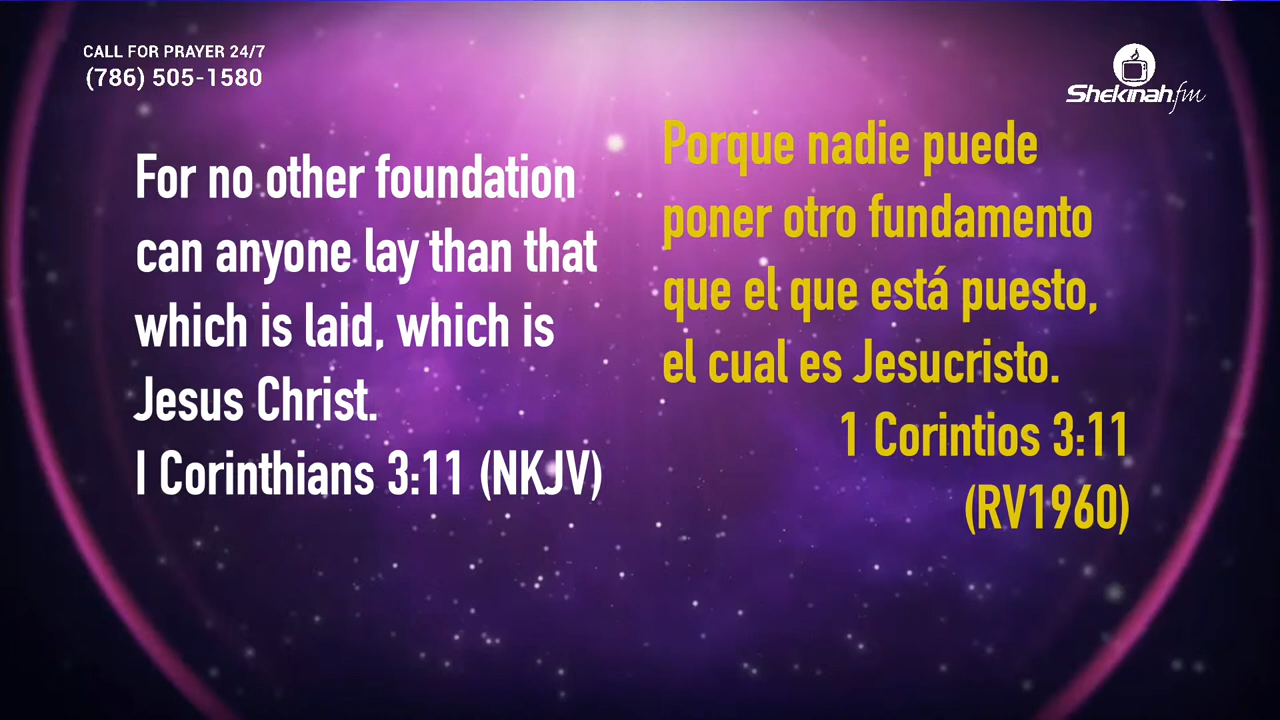 CALL FOR PRAYER 24/7
(786) 505-1580
Shekinah.fm
For no other foundation
can anyone lay than that
which is laid, which is
Jesus Christ.
I Corinthians 3:11 (NKJV)
Porque nadie puede
poner otro fundamento
que el que está puesto,
el cual es Jesucristo.
1 Corintios 3:11
(RV1960)